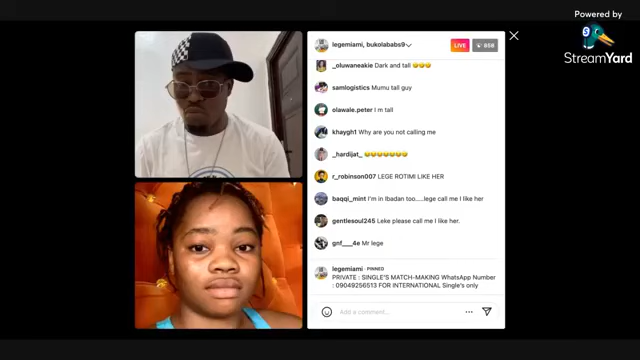 Powered by
StreamYard
legemiami, bukolababs9
LIVE
858
_oluwaneakie Dark and tall 😂😂😂
samlogistics Mumu tall guy
olawale.peter I m tall
khaygh1 Why are you not calling me
_hardijat_ 😂😂😂😂😂😂😂
r_robinson007 LEGE ROTIMI LIKE HER
baqqi_mint I'm in Ibadan too.....lege call me I like her
gentlesoul245 Leke please call me I like her.
gnf___4e Mr lege
legemiami · PINNED
PRIVATE : SINGLE'S MATCH-MAKING WhatsApp Number
: 09049256513 FOR INTERNATIONAL Single's only
Add a comment...